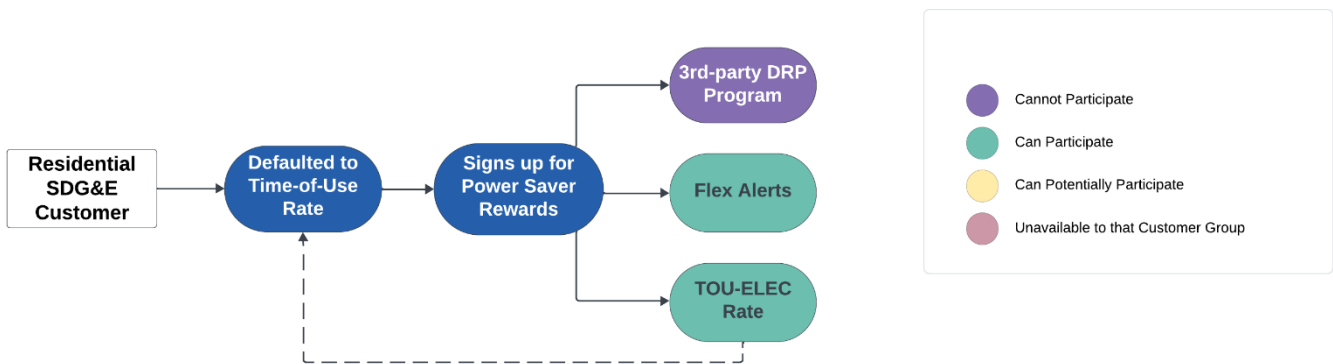 Residential
SDG&E
Customer
Defaulted to
Time-of-Use
Rate
Signs up for
Power Saver
Rewards
3rd-party DRP
Program
Flex Alerts
TOU-ELEC
Rate
Cannot Participate
Can Participate
Can Potentially Participate
Unavailable to that Customer Group